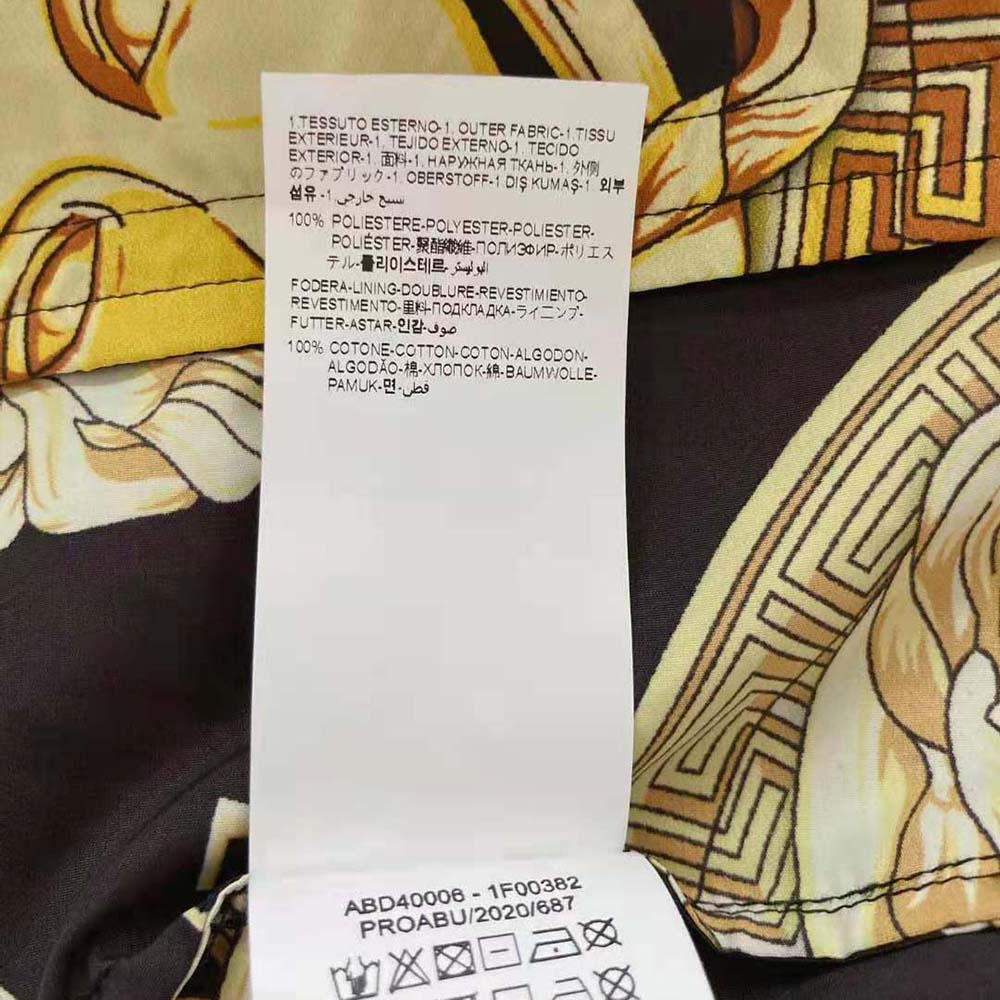 1.TESSUTO ESTERNO-1. OUTER FABRIC-1.TISSU
EXTERIEUR-1. TEJIDO EXTERNO-1. TECIDO
EXTERIOR-1. 面料-1. НАРУЖНАЯ ТКАНЬ-1. 外側
のファブリック-1. OBERSTOFF-1.DIŞ KUMAŞ-1. 외부
섬유-1. نسيج خارجي
100% POLIESTERE-POLYESTER-POLIESTER-
POLIÉSTER-聚酯纖維-ПОЛИЭФИР-ポリエス
テル-폴리이스테르-البوليستر
FODERA-LINING-DOUBLURE-REVESTIMIENTO-
REVESTIMENTO-里料-ПОДКЛАДКА-ライニング-
FUTTER-ASTAR-인감-صوف
100% COTONE-COTTON-COTON-ALGODON-
ALGODÃO-棉-ХЛОПОК-綿-BAUMWOLLE-
PAMUK-면-قطن
ABD40006 - 1F00382
PROABU/2020/687